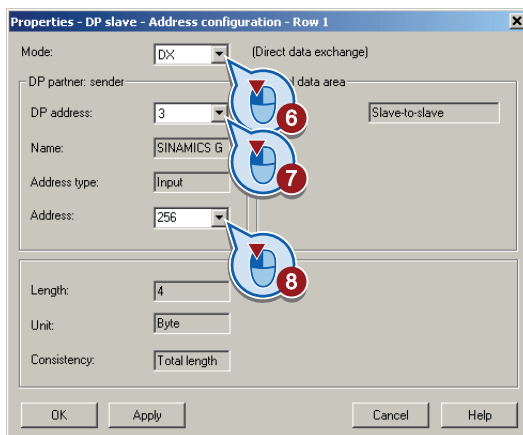 Properties - DP slave - Address configuration - Row 1
Mode: DX (Direct data exchange)
DP partner: sender data area
DP address: 3 Slave-to-slave
6
Name: SINAMICS G
7
Address type: Input
Address: 256
8
Length: 4
Unit: Byte
Consistency: Total length
OK Apply Cancel Help